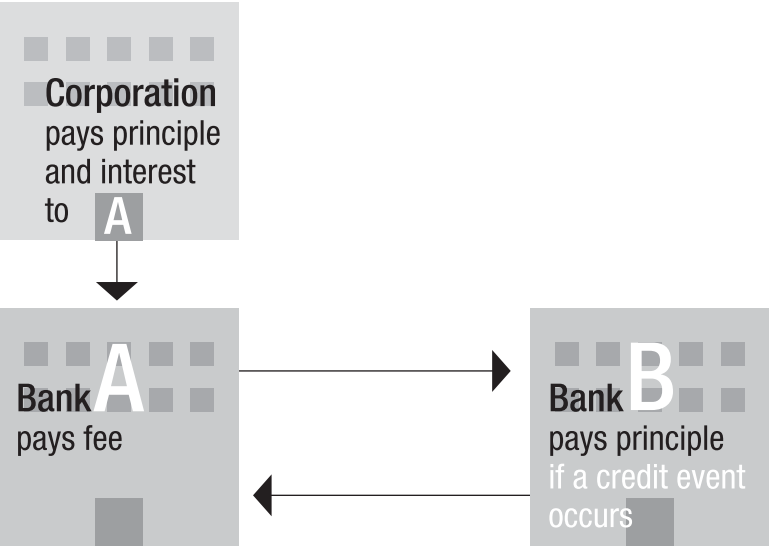 Corporation
pays principle
and interest
to A
Bank A
pays fee
Bank B
pays principle
if a credit event
occurs